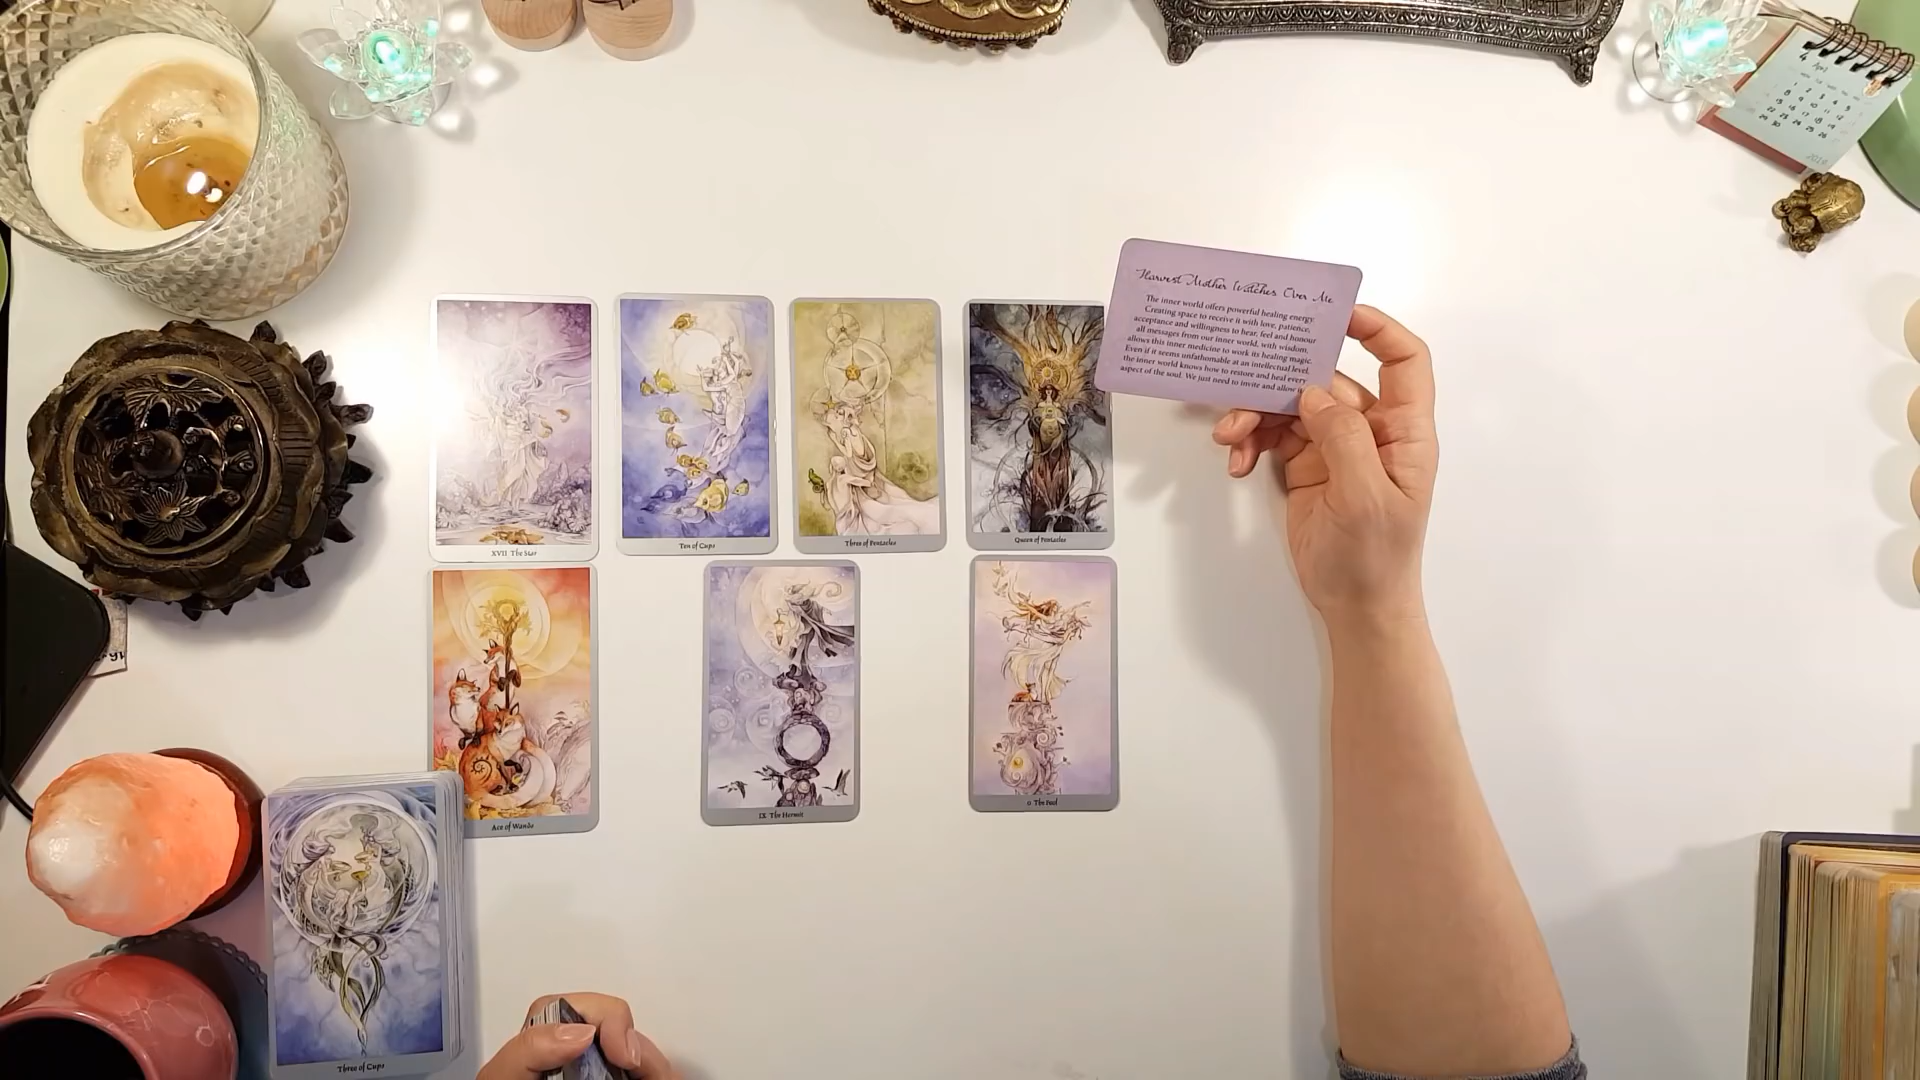 4 April
Harvest Mother Watches Over Me
The inner world offers powerful healing energy.
Creating space to receive it with love, patience,
acceptance and willingness to hear, feel and honour
all messages from our inner world, with wisdom,
allows this inner medicine to work its healing magic.
Even if it seems unfathomable at an intellectual level,
the inner world knows how to restore and heal every
aspect of the soul. We just need to invite and allow
XVII The Star
Ten of Cups
Three of Pentacles
Queen of Pentacles
Ace of Wands
IX The Hermit
0 The Fool
Three of Cups